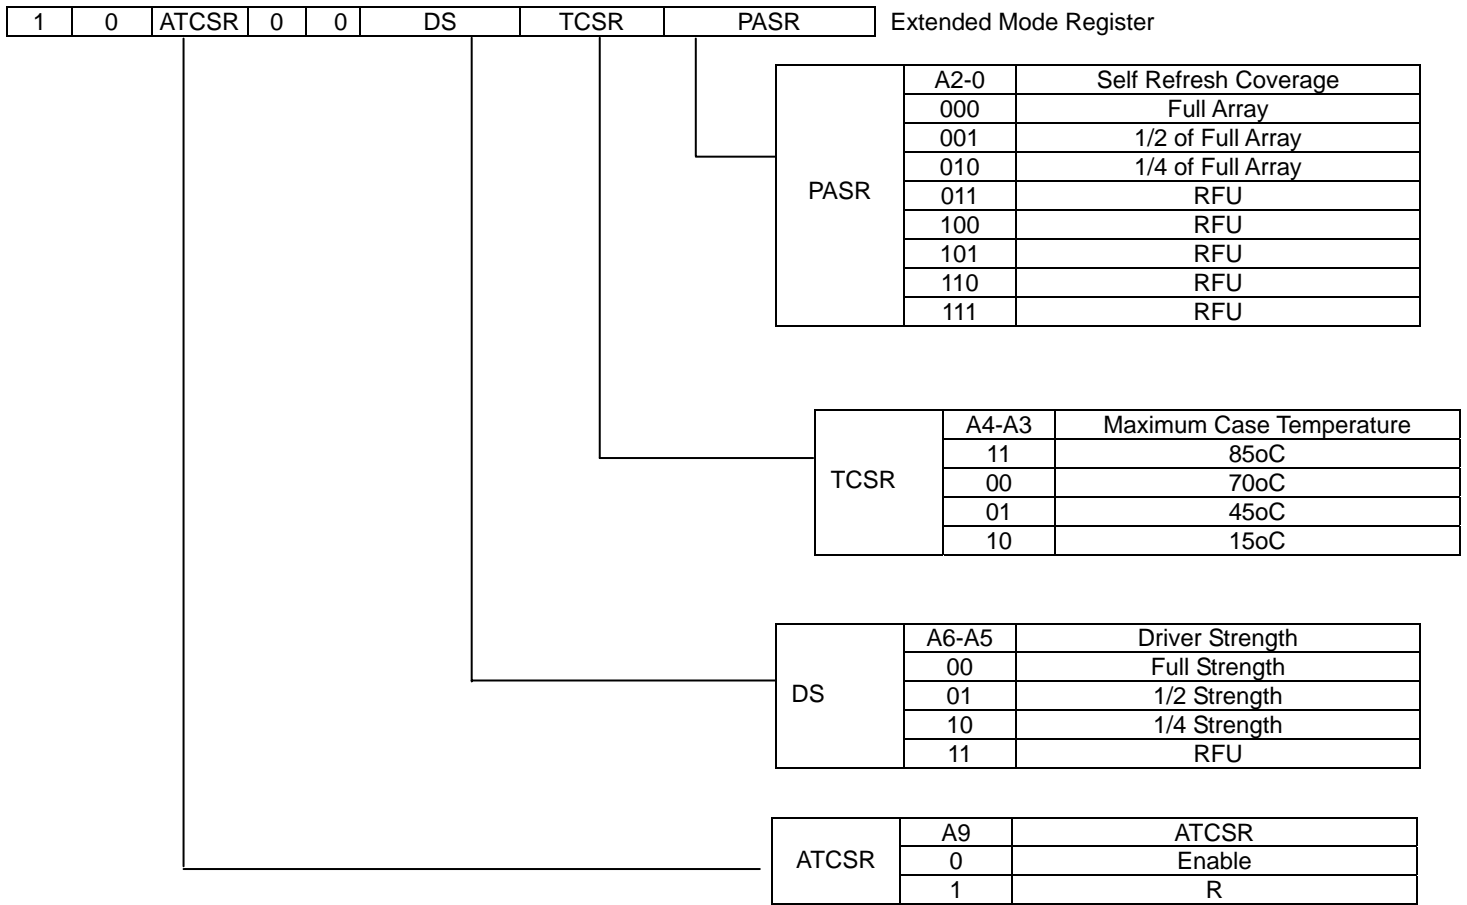 1 0 ATCSR 0 0 DS TCSR PASR Extended Mode Register
A2-0 Self Refresh Coverage
000 Full Array
001 1/2 of Full Array
010 1/4 of Full Array
PASR
011 RFU
100 RFU
101 RFU
110 RFU
111 RFU
A4-A3 Maximum Case Temperature
11 85oC
TCSR
00 70oC
01 45oC
10 15oC
A6-A5 Driver Strength
00 Full Strength
DS
01 1/2 Strength
10 1/4 Strength
11 RFU
A9 ATCSR
ATCSR
0 Enable
1 R